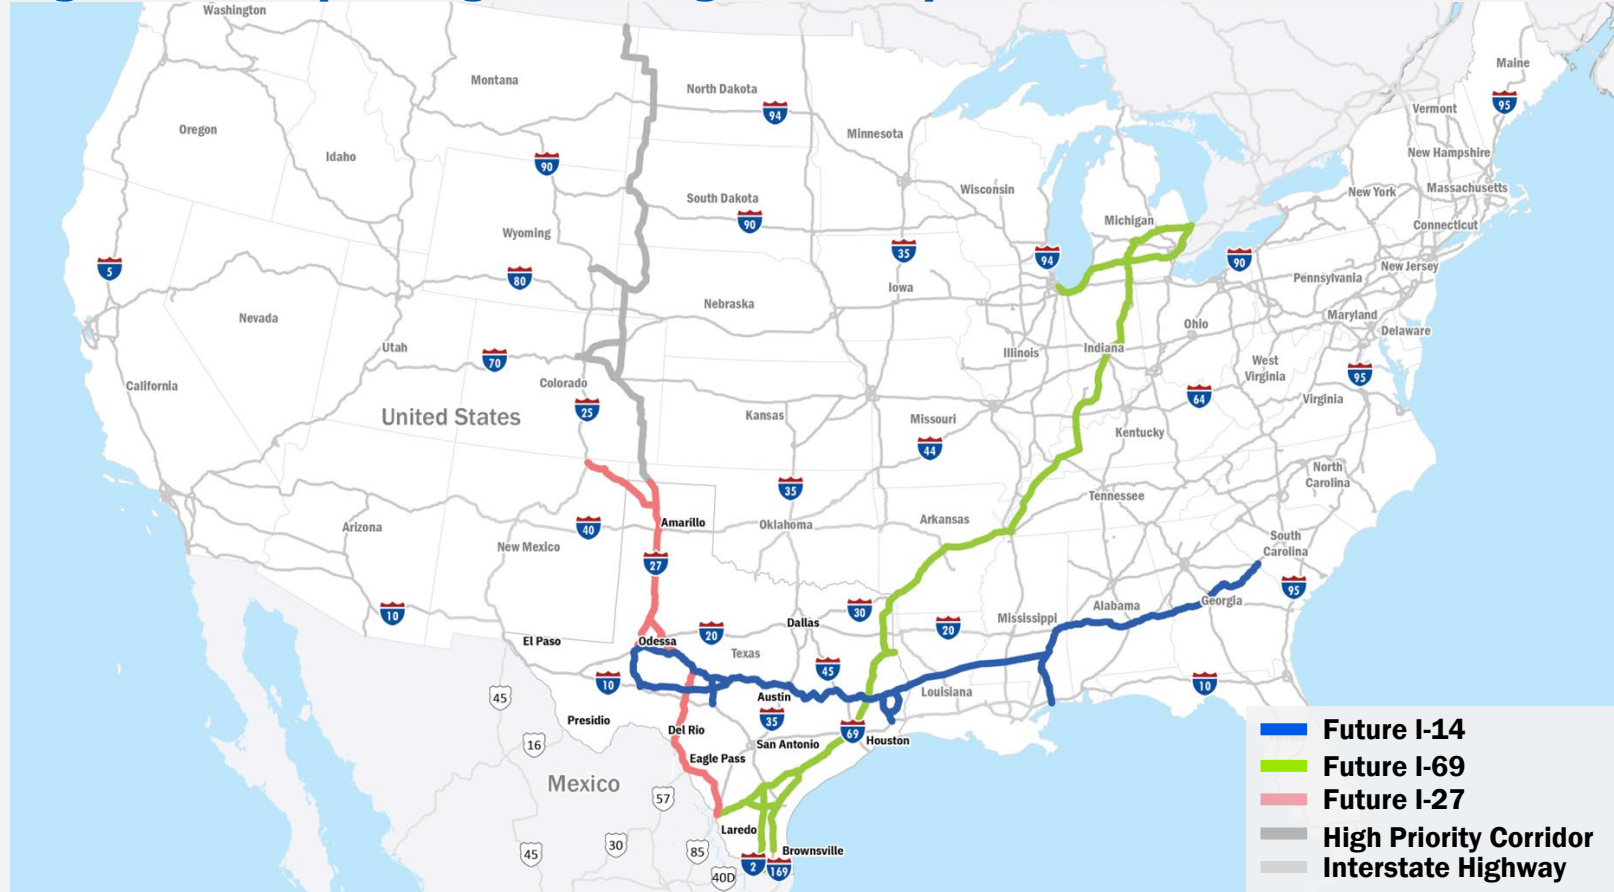 Washington
Montana
North Dakota
94
Minnesota
Maine
95
Vermont
Oregon
Idaho
90
New Hampshire
Wisconsin
South Dakota
90
New York
Massachusetts
Michigan
Connecticut
Wyoming
35
94
90
5
80
New Jersey
Pennsylvania
Iowa
Nebraska
Nevada
Maryland
Delaware
Ohio
Utah
Illinois
Indiana
70
West
Virginia
95
California
Colorado
25
64
Virginia
United States
Kansas
Missouri
Kentucky
44
North
Carolina
35
Tennessee
Arizona
40
Amarillo
Oklahoma
Arkansas
New Mexico
South
Carolina
27
95
10
30
Georgia
Alabama
Mississippi
Dallas
20
20
El Paso
Odessa
Texas
45
10
10
Louisiana
45
Austin
Presidio
35
Del Rio
69
Houston
16
San Antonio
Eagle Pass
Mexico
57
Laredo
30
85
45
Brownsville
2
169
40D
Future I-14
Future I-69
Future I-27
High Priority Corridor
Interstate Highway